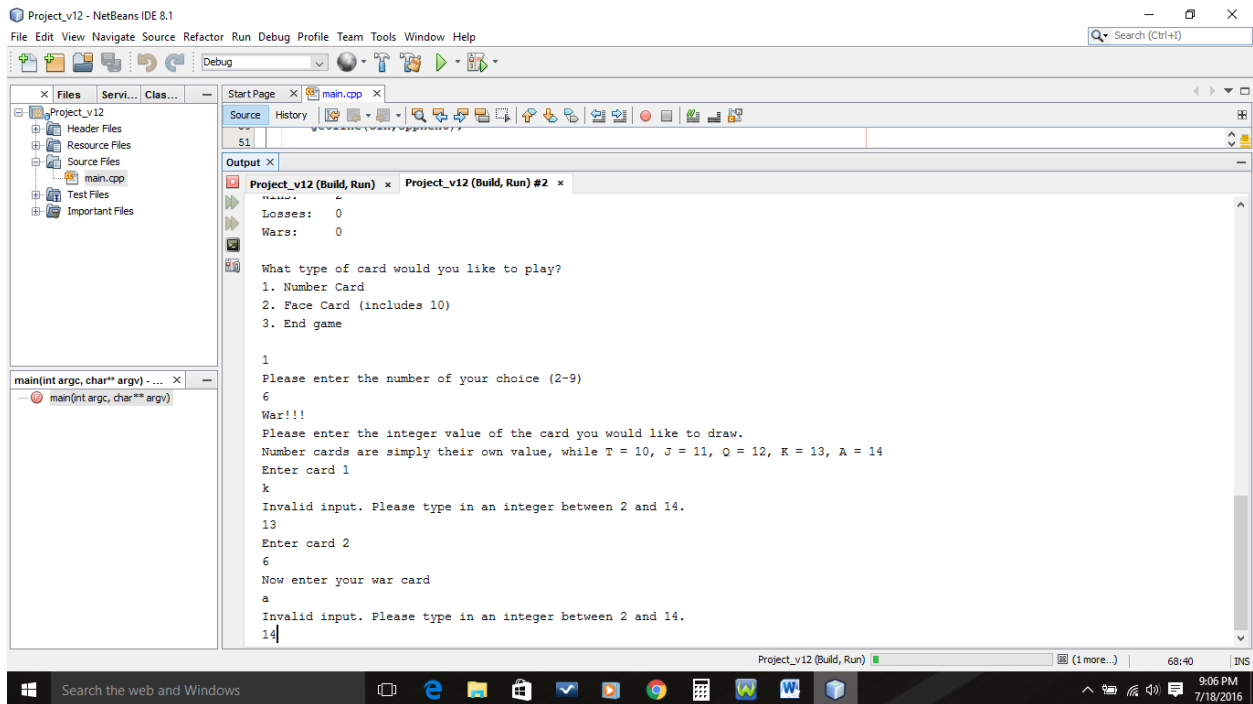 Project_v12 - NetBeans IDE 8.1
File Edit View Navigate Source Refactor Run Debug Profile Team Tools Window Help
Search (Ctrl+I)
Debug
Files Servi... Clas...
Start Page main.cpp
Project_v12
Header Files
Resource Files
Source Files
main.cpp
Test Files
Important Files
Source History
51
Output
Project_v12 (Build, Run) Project_v12 (Build, Run) #2
Wins: 2
Losses: 0
Wars: 0
What type of card would you like to play?
1. Number Card
2. Face Card (includes 10)
3. End game
1
Please enter the number of your choice (2-9)
6
War!!!
Please enter the integer value of the card you would like to draw.
Number cards are simply their own value, while T = 10, J = 11, Q = 12, K = 13, A = 14
Enter card 1
k
Invalid input. Please type in an integer between 2 and 14.
13
Enter card 2
6
Now enter your war card
a
Invalid input. Please type in an integer between 2 and 14.
14
main(int argc, char** argv) - ...
main(int argc, char** argv)
Project_v12 (Build, Run)
(1 more...)
68:40
INS
Search the web and Windows
9:06 PM
7/18/2016